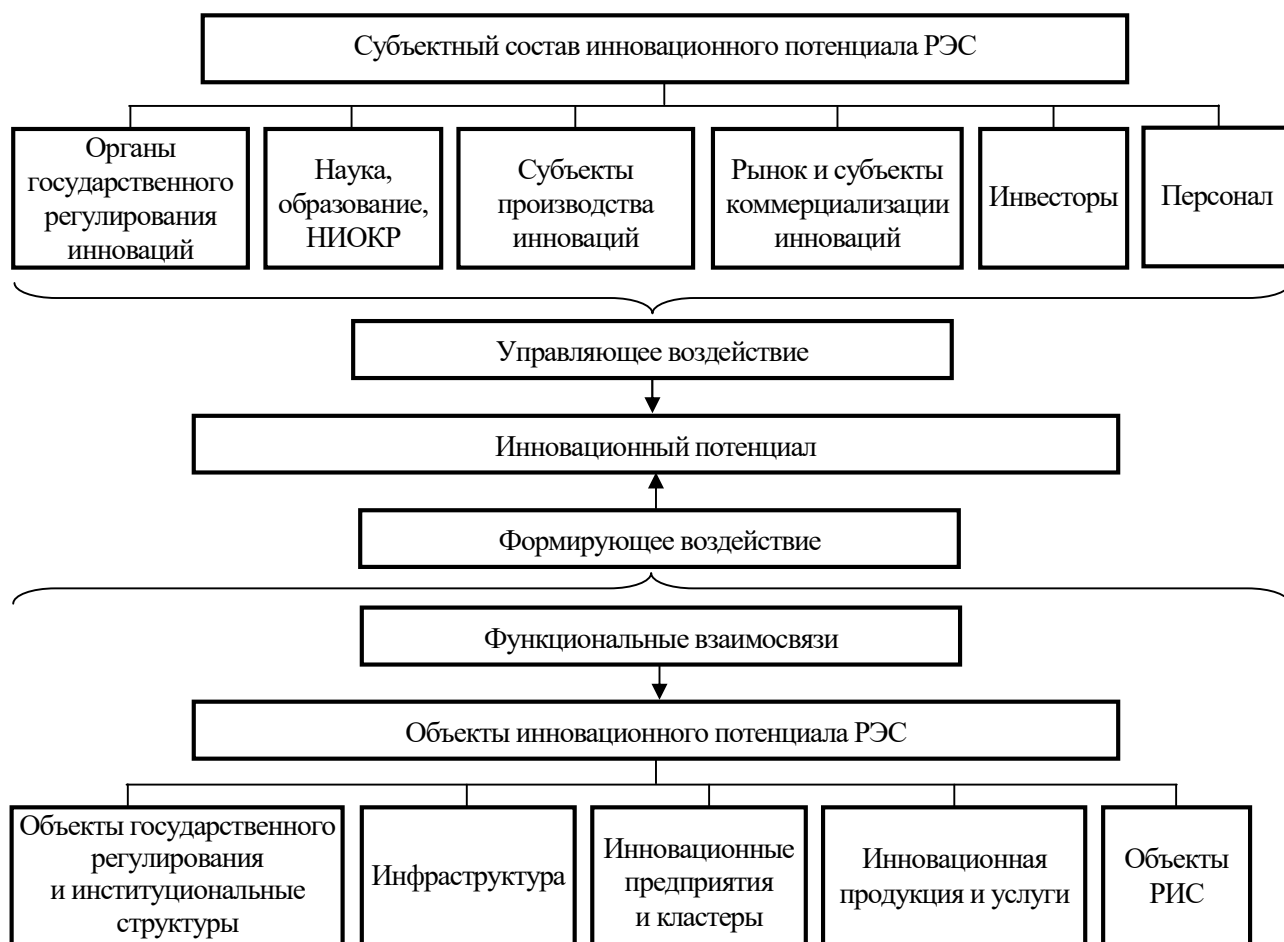 Субъектный состав инновационного потенциала РЭС
Органы
государственного
регулирования
инноваций
Наука,
образование,
НИОКР
Субъекты
производства
инноваций
Рынок и субъекты
коммерциализации
инноваций
Инвесторы
Персонал
Управляющее воздействие
Инновационный потенциал
Формирующее воздействие
Функциональные взаимосвязи
Объекты инновационного потенциала РЭС
Объекты государственного
регулирования
и институциональные
структуры
Инфраструктура
Инновационные
предприятия
и кластеры
Инновационная
продукция и услуги
Объекты
РИС